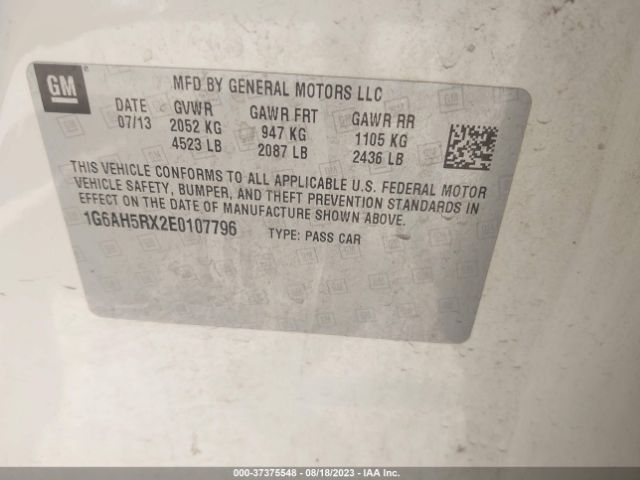 GM
MFD BY GENERAL MOTORS LLC
DATE GVWR GAWR FRT GAWR RR
07/13 2052 KG 947 KG 1105 KG
4523 LB 2087 LB 2436 LB
THIS VEHICLE CONFORMS TO ALL APPLICABLE U.S. FEDERAL MOTOR
VEHICLE SAFETY, BUMPER, AND THEFT PREVENTION STANDARDS IN
EFFECT ON THE DATE OF MANUFACTURE SHOWN ABOVE.
1G6AH5RX2E0107796 TYPE: PASS CAR
000-37375548 - 08/18/2023 - IAA Inc.